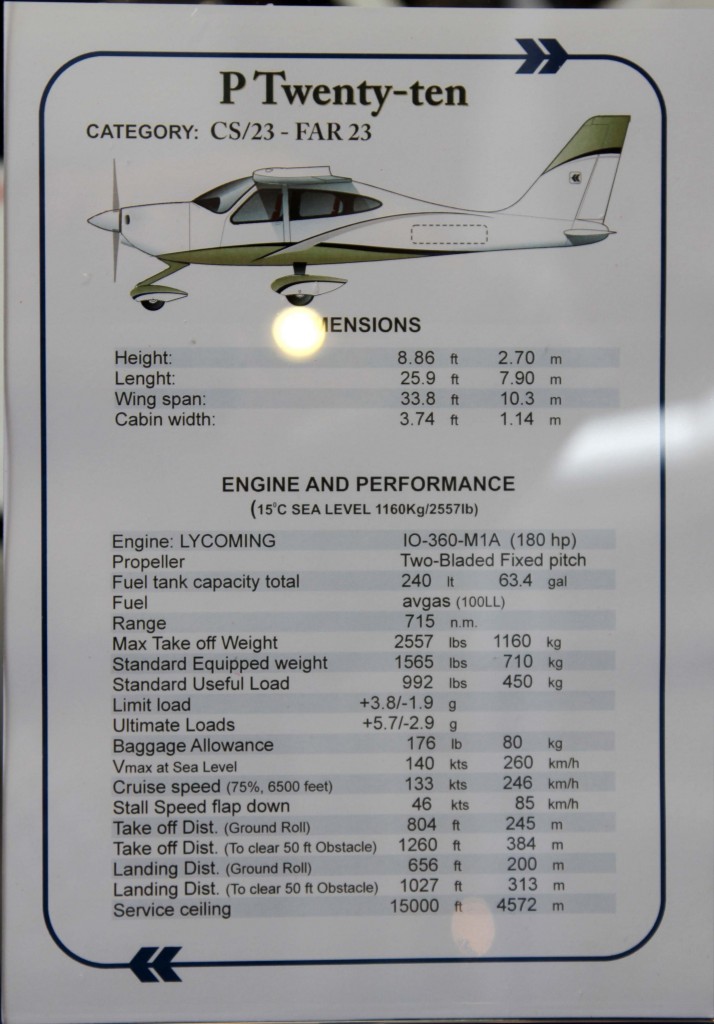 P Twenty-ten
CATEGORY: CS/23 - FAR 23
ENSIONS
Height: 8.86 ft 2.70 m
Lenght: 25.9 ft 7.90 m
Wing span: 33.8 ft 10.3 m
Cabin width: 3.74 ft 1.14 m
ENGINE AND PERFORMANCE
(15°C SEA LEVEL 1160Kg/2557lb)
Engine: LYCOMING IO-360-M1A (180 hp)
Propeller Two-Bladed Fixed pitch
Fuel tank capacity total 240 lt 63.4 gal
Fuel avgas (100LL)
Range 715 n.m.
Max Take off Weight 2557 lbs 1160 kg
Standard Equipped weight 1565 lbs 710 kg
Standard Useful Load 992 lbs 450 kg
Limit load +3.8/-1.9 g
Ultimate Loads +5.7/-2.9 g
Baggage Allowance 176 lb 80 kg
Vmax at Sea Level 140 kts 260 km/h
Cruise speed (75%, 6500 feet) 133 kts 246 km/h
Stall Speed flap down 46 kts 85 km/h
Take off Dist. (Ground Roll) 804 ft 245 m
Take off Dist. (To clear 50 ft Obstacle) 1260 ft 384 m
Landing Dist. (Ground Roll) 656 ft 200 m
Landing Dist. (To clear 50 ft Obstacle) 1027 ft 313 m
Service ceiling 15000 ft 4572 m